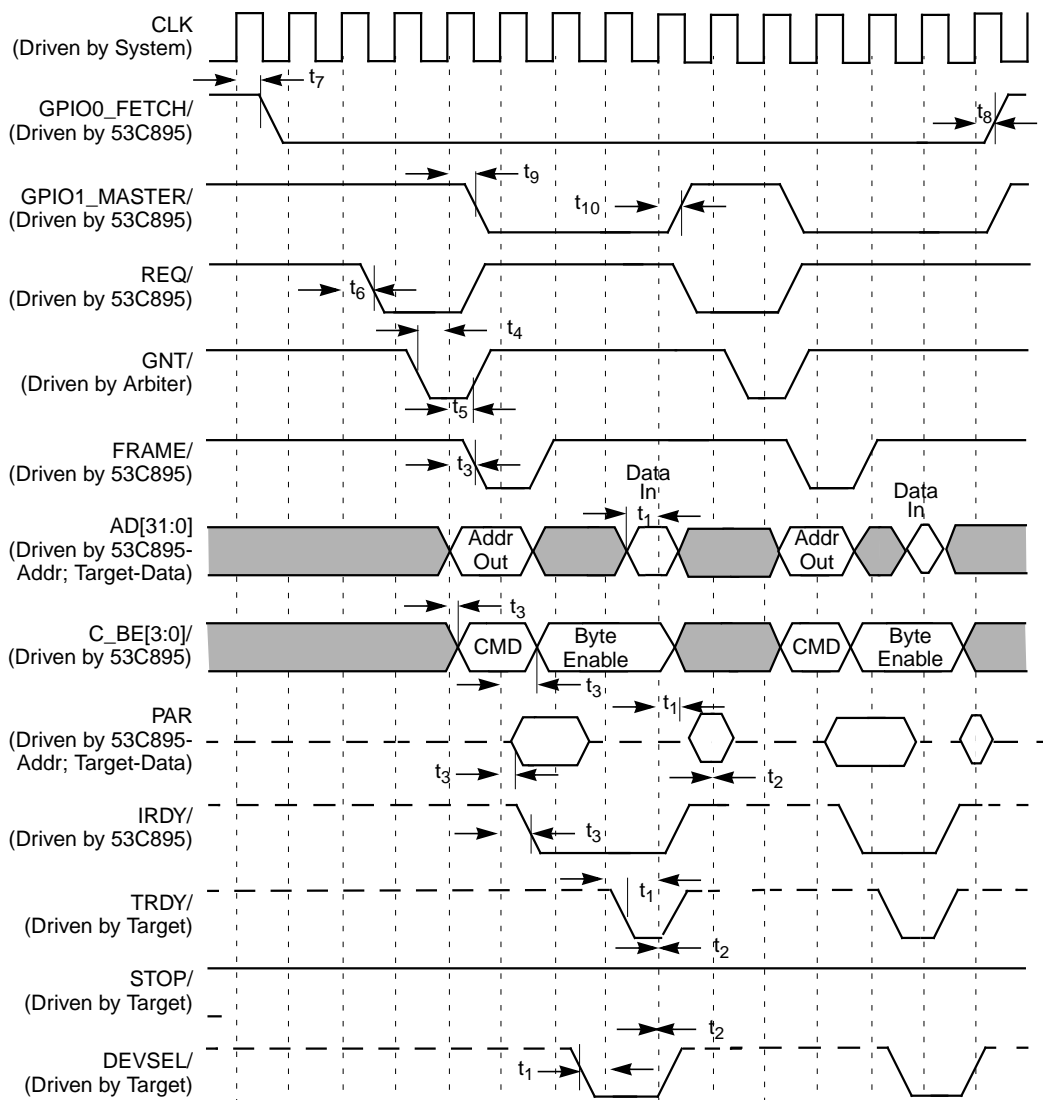 CLK
(Driven by System)
t7
GPIO0_FETCH/
(Driven by 53C895)
t8
t9
GPIO1_MASTER/
(Driven by 53C895)
t10
REQ/
(Driven by 53C895)
t6
t4
GNT/
(Driven by Arbiter)
t5
FRAME/
(Driven by 53C895)
t3
Data
In
Data
In
t1
AD[31:0]
(Driven by 53C895-
Addr; Target-Data)
Addr
Out
Addr
Out
t3
C_BE[3:0]/
(Driven by 53C895)
CMD
Byte
Enable
CMD
Byte
Enable
t3
PAR
(Driven by 53C895-
Addr; Target-Data)
t1
t3
t2
IRDY/
(Driven by 53C895)
t3
TRDY/
(Driven by Target)
t1
t2
STOP/
(Driven by Target)
t2
DEVSEL/
(Driven by Target)
t1